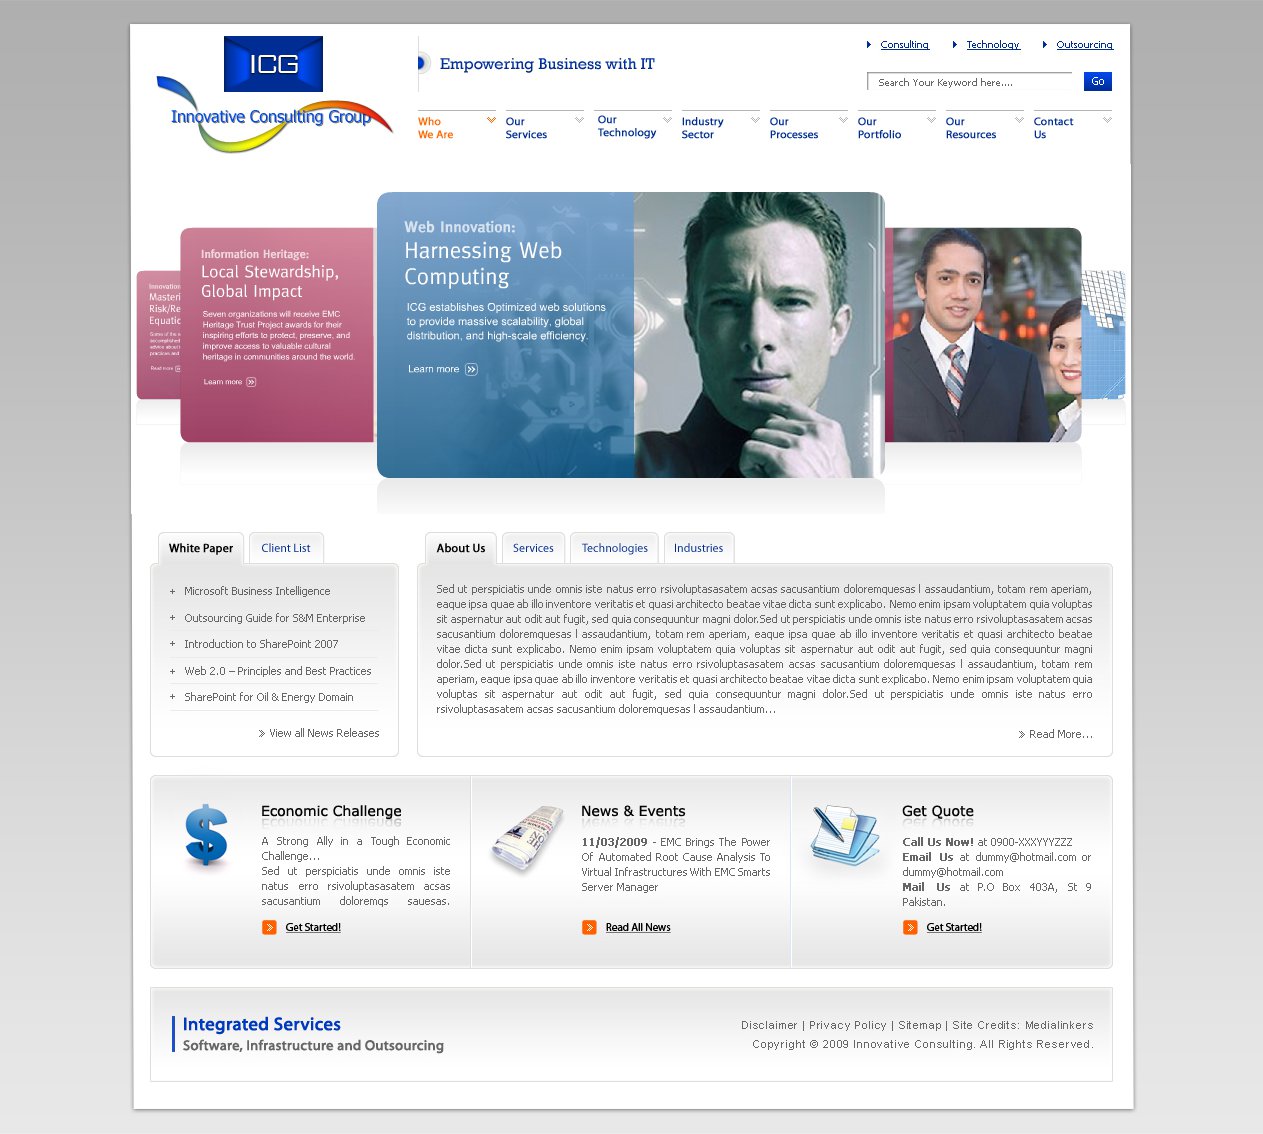 ICG
Innovative Consulting Group
Empowering Business with IT
Consulting
Technology
Outsourcing
Search Your Keyword here....
Go
Who
We Are
Our
Services
Our
Technology
Industry
Sector
Our
Processes
Our
Portfolio
Our
Resources
Contact
Us
Innovation
Masteri
Risk/Re
Equatio
Read more
Information Heritage:
Local Stewardship,
Global Impact
Seven organizations will receive EMC
Heritage Trust Project awards for their
inspiring efforts to protect, preserve, and
improve access to valuable cultural
heritage in communities around the world.
Learn more
Web Innovation:
Harnessing Web
Computing
ICG establishes Optimized web solutions
to provide massive scalability, global
distribution, and high-scale efficiency.
Learn more
White Paper
Client List
+ Microsoft Business Intelligence
+ Outsourcing Guide for S&M Enterprise
+ Introduction to SharePoint 2007
+ Web 2.0 – Principles and Best Practices
+ SharePoint for Oil & Energy Domain
View all News Releases
About Us
Services
Technologies
Industries
Sed ut perspiciatis unde omnis iste natus erro rsivoluptasasatem acsas sacusantium doloremquesas l assaudantium, totam rem aperiam,
eaque ipsa quae ab illo inventore veritatis et quasi architecto beatae vitae dicta sunt explicabo. Nemo enim ipsam voluptatem quia voluptas
sit aspernatur aut odit aut fugit, sed quia consequuntur magni dolor.Sed ut perspiciatis unde omnis iste natus erro rsivoluptasasatem acsas
sacusantium doloremquesas l assaudantium, totam rem aperiam, eaque ipsa quae ab illo inventore veritatis et quasi architecto beatae
vitae dicta sunt explicabo. Nemo enim ipsam voluptatem quia voluptas sit aspernatur aut odit aut fugit, sed quia consequuntur magni
dolor.Sed ut perspiciatis unde omnis iste natus erro rsivoluptasasatem acsas sacusantium doloremquesas l assaudantium, totam rem
aperiam, eaque ipsa quae ab illo inventore veritatis et quasi architecto beatae vitae dicta sunt explicabo. Nemo enim ipsam voluptatem quia
voluptas sit aspernatur aut odit aut fugit, sed quia consequuntur magni dolor.Sed ut perspiciatis unde omnis iste natus erro
rsivoluptasasatem acsas sacusantium doloremquesas l assaudantium...
Read More...
Economic Challenge
A Strong Ally in a Tough Economic
Challenge...
Sed ut perspiciatis unde omnis iste
natus erro rsivoluptasasatem acsas
sacusantium doloremqs sauesas.
Get Started!
News & Events
11/03/2009 - EMC Brings The Power
Of Automated Root Cause Analysis To
Virtual Infrastructures With EMC Smarts
Server Manager
Read All News
Get Quote
Call Us Now! at 0900-XXXYYYZZZ
Email Us at dummy@hotmail.com or
dummy@hotmail.com
Mail Us at P.O Box 403A, St 9
Pakistan.
Get Started!
Integrated Services
Software, Infrastructure and Outsourcing
Disclaimer | Privacy Policy | Sitemap | Site Credits: Medialinkers
Copyright © 2009 Innovative Consulting. All Rights Reserved.